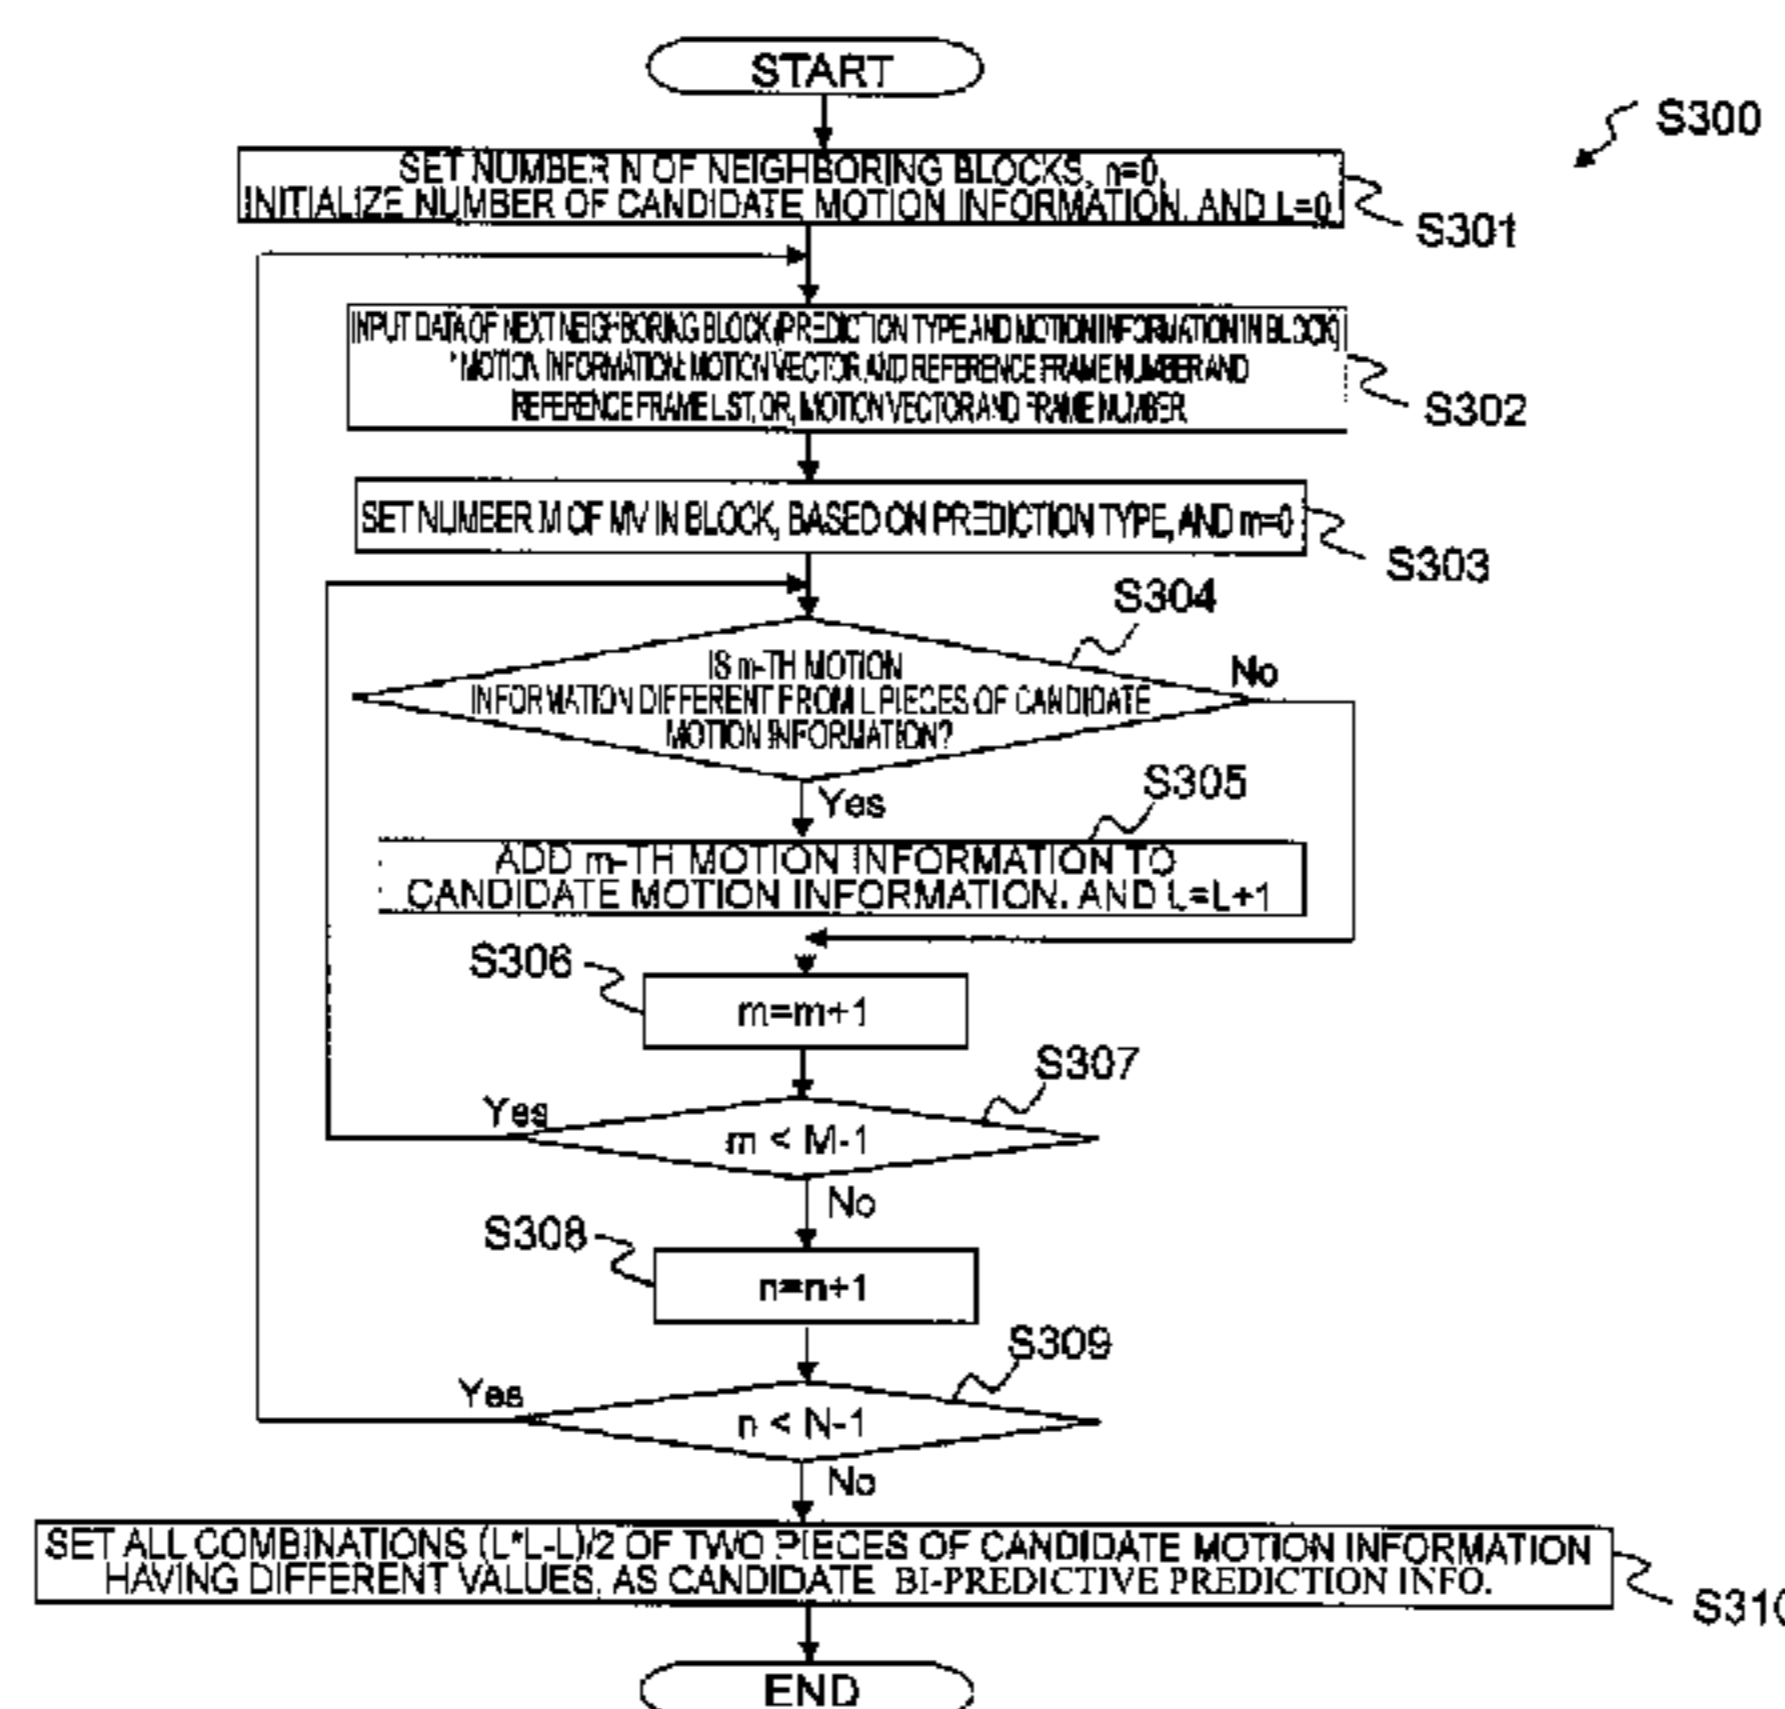 START
S300
SET NUMBER N OF NEIGHBORING BLOCKS, n=0,
INITIALIZE NUMBER OF CANDIDATE MOTION INFORMATION, AND L=0
S301
INPUT DATA OF NEXT NEIGHBORING BLOCK (PREDICTION TYPE AND MOTION INFORMATION IN BLOCK)
* MOTION INFORMATION: MOTION VECTOR AND REFERENCE FRAME NUMBER AND
REFERENCE FRAME LIST, OR, MOTION VECTOR AND FRAME NUMBER
S302
SET NUMBER M OF MV IN BLOCK, BASED ON PREDICTION TYPE, AND m=0
S303
S304
IS m-TH MOTION
INFORMATION DIFFERENT FROM L PIECES OF CANDIDATE
MOTION INFORMATION?
No
Yes
S305
ADD m-TH MOTION INFORMATION TO
CANDIDATE MOTION INFORMATION, AND L=L+1
S306
m=m+1
S307
Yes
m < M-1
No
S308
n=n+1
S309
Yes
n < N-1
No
SET ALL COMBINATIONS (L*L-L)/2 OF TWO PIECES OF CANDIDATE MOTION INFORMATION
HAVING DIFFERENT VALUES, AS CANDIDATE BI-PREDICTIVE PREDICTION INFO.
S310
END